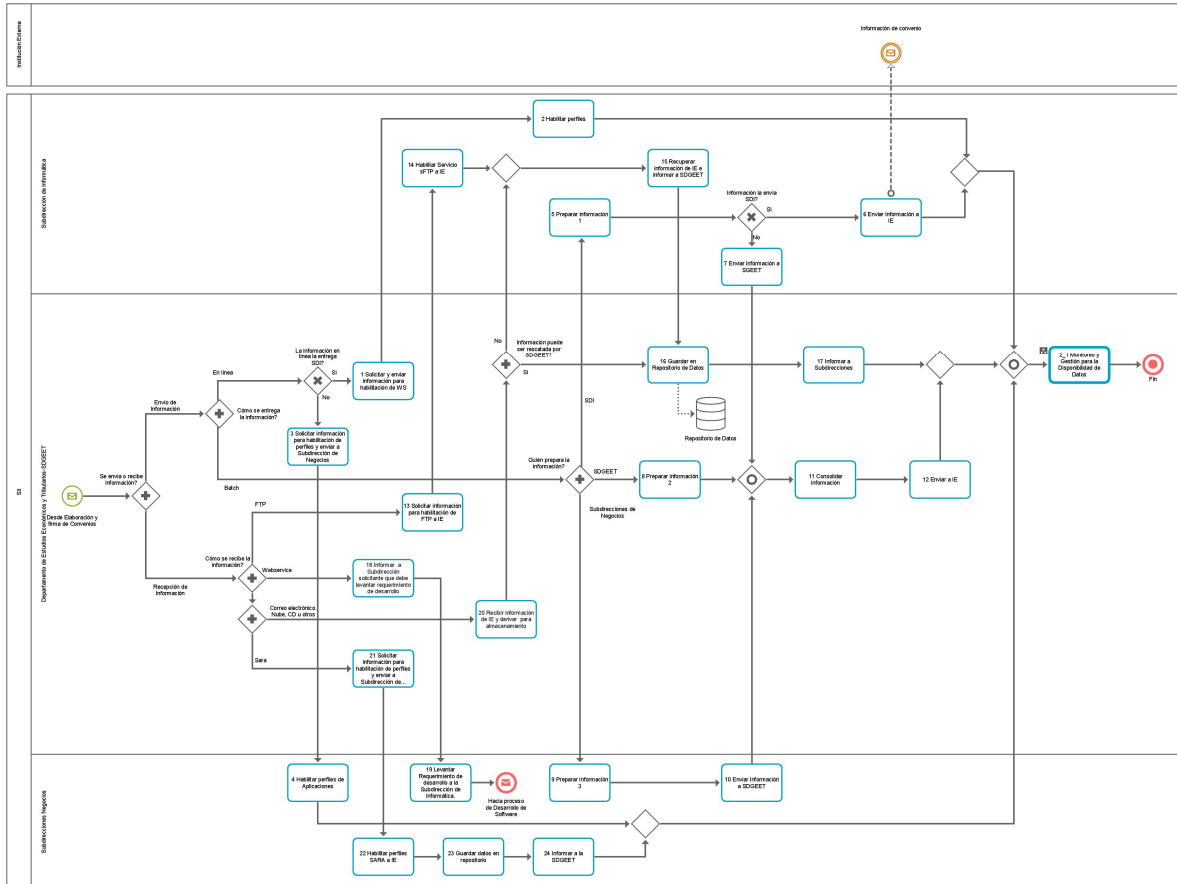 Institución Externa
Información de convenio
SII
Subdirección de Informática
2 Habilitar perfiles
14 Habilitar Servicio
sFTP a IE
15 Recuperar
información de IE e
informar a SDGEET
5 Preparar información
1
Información la envía
SDI?
Si
No
6 Enviar Información a
IE
7 Enviar información a
SGEET
Departamento de Estudios Económicos y Tributarios-SDGEET
La información en
línea la entrega
SDI?
En línea
Si
No
1 Solicitar y enviar
información para
habilitación de WS
Envío de
Información
Cómo se entrega
la información?
3 Solicitar información
para habilitación de
perfiles y enviar a
Subdirección de
Negocios
Batch
Se envía o recibe
información?
Desde Elaboración y
firma de Convenios
No
Información puede
ser rescatada por
SDGEET?
Si
16 Guardar en
Repositorio de Datos
Repositorio de Datos
17 Informar a
Subdirecciones
2_1 Monitoreo y
Gestión para la
Disponibilidad de
Datos
Fin
SDI
Quién prepara la
información?
SDGEET
Subdirecciones de
Negocios
8 Preparar información
2
11 Consolidar
Información
12 Enviar a IE
FTP
13 Solicitar información
para habilitación de
FTP a IE
Recepción de
Información
Cómo se recibe la
información?
Webservice
18 Informar a
Subdirección
solicitante que debe
levantar requerimiento
de desarrollo
Correo electrónico,
Nube, CD u otros
20 Recibir información
de IE y derivar para
almacenamiento
Sara
21 Solicitar
información para
habilitación de perfiles
y enviar a
Subdirección de...
Subdirecciones Negocios
4 Habilitar perfiles de
Aplicaciones
19 Levantar
Requerimiento de
desarrollo a la
Subdirección de
Informática.
Hacia proceso
de Desarrollo de
Software
9 Preparar Información
3
10 Enviar Información
a SDGEET
22 Habilitar perfiles
SARA a IE
23 Guardar datos en
repositorio
24 Informar a la
SDGEET